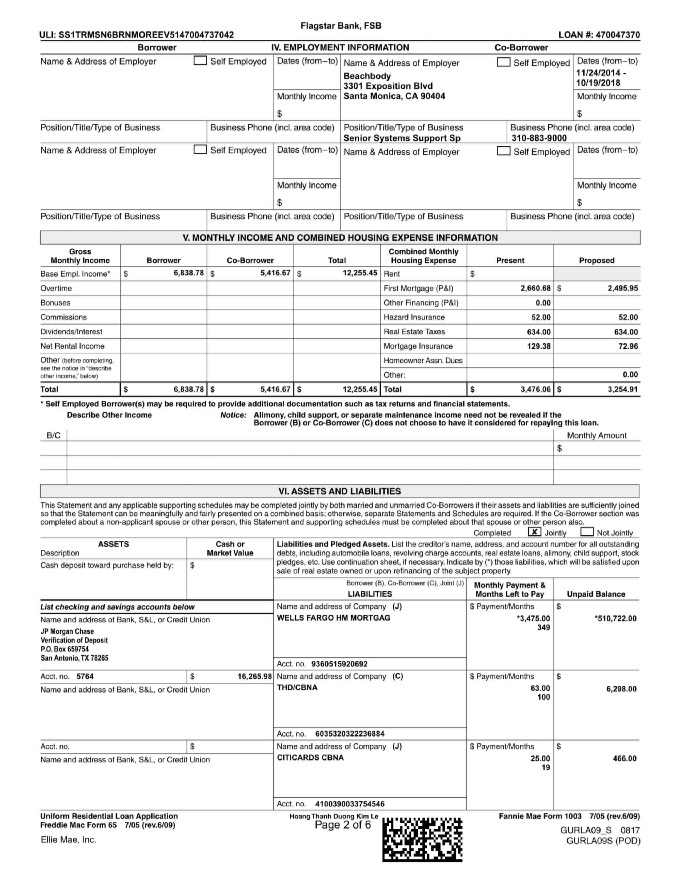 Flagstar Bank, FSB
ULI: SS1TRMSN6BRNMOREEV5147004737042 LOAN #: 470047370
Borrower IV. EMPLOYMENT INFORMATION Co-Borrower
Name & Address of Employer Self Employed Dates (from–to) Name & Address of Employer Self Employed Dates (from–to)
Beachbody 11/24/2014 -
3301 Exposition Blvd 10/19/2018
Monthly Income Santa Monica, CA 90404 Monthly Income
$ $
Position/Title/Type of Business Business Phone (incl. area code) Position/Title/Type of Business Business Phone (incl. area code)
Senior Systems Support Sp 310-883-9000
Name & Address of Employer Self Employed Dates (from–to) Name & Address of Employer Self Employed Dates (from–to)
Monthly Income Monthly Income
$ $
Position/Title/Type of Business Business Phone (incl. area code) Position/Title/Type of Business Business Phone (incl. area code)
V. MONTHLY INCOME AND COMBINED HOUSING EXPENSE INFORMATION
Gross Monthly Income Borrower Co-Borrower Total Combined Monthly Housing Expense Present Proposed
Base Empl. Income* $ 6,838.78 $ 5,416.67 $ 12,255.45 Rent $
Overtime First Mortgage (P&I) 2,660.68 $ 2,495.95
Bonuses Other Financing (P&I) 0.00
Commissions Hazard Insurance 52.00 52.00
Dividends/Interest Real Estate Taxes 634.00 634.00
Net Rental Income Mortgage Insurance 129.38 72.96
Other (before completing, Homeowner Assn. Dues
see the notice in "describe
other income," below) Other: 0.00
Total $ 6,838.78 $ 5,416.67 $ 12,255.45 Total $ 3,476.06 $ 3,254.91
* Self Employed Borrower(s) may be required to provide additional documentation such as tax returns and financial statements.
Describe Other Income Notice: Alimony, child support, or separate maintenance income need not be revealed if the
Borrower (B) or Co-Borrower (C) does not choose to have it considered for repaying this loan.
B/C Monthly Amount
$
VI. ASSETS AND LIABILITIES
This Statement and any applicable supporting schedules may be completed jointly by both married and unmarried Co-Borrowers if their assets and liabilities are sufficiently joined
so that the Statement can be meaningfully and fairly presented on a combined basis; otherwise, separate Statements and Schedules are required. If the Co-Borrower section was
completed about a non-applicant spouse or other person, this Statement and supporting schedules must be completed about that spouse or other person also.
Completed X Jointly Not Jointly
ASSETS Cash or
Description Market Value
Cash deposit toward purchase held by: $
Liabilities and Pledged Assets. List the creditor's name, address, and account number for all outstanding
debts, including automobile loans, revolving charge accounts, real estate loans, alimony, child support, stock
pledges, etc. Use continuation sheet, if necessary. Indicate by (*) those liabilities, which will be satisfied upon
sale of real estate owned or upon refinancing of the subject property.
Borrower (B), Co-Borrower (C), Joint (J) Monthly Payment &
LIABILITIES Months Left to Pay Unpaid Balance
List checking and savings accounts below Name and address of Company (J) $ Payment/Months $
Name and address of Bank, S&L, or Credit Union WELLS FARGO HM MORTGAG *3,475.00 *510,722.00
349
JP Morgan Chase
Verification of Deposit
P.O. Box 659754
San Antonio, TX 78265
Acct. no. 9360515920692
Acct. no. 5764 $ 16,265.98 Name and address of Company (C) $ Payment/Months $
Name and address of Bank, S&L, or Credit Union THD/CBNA 63.00 6,298.00
100
Acct. no. 6035320322236884
Acct. no. $ Name and address of Company (J) $ Payment/Months $
Name and address of Bank, S&L, or Credit Union CITICARDS CBNA 25.00 466.00
19
Acct. no. 4100390033754546
Uniform Residential Loan Application Hoang Thanh Duong Kim Le Fannie Mae Form 1003 7/05 (rev.6/09)
Freddie Mac Form 65 7/05 (rev.6/09) Page 2 of 6
GURLA09_S 0817
Ellie Mae, Inc. GURLA09S (POD)